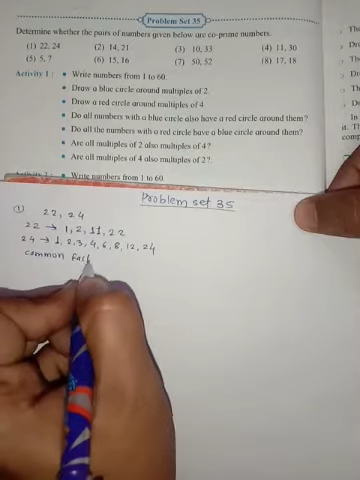 Problem Set 35
Determine whether the pairs of numbers given below are co-prime numbers.
(1) 22, 24 (2) 14, 21 (3) 10, 33 (4) 11, 30
(5) 5, 7 (6) 15, 16 (7) 50, 52 (8) 17, 18
Activity 1 : • Write numbers from 1 to 60.
• Draw a blue circle around multiples of 2.
• Draw a red circle around multiples of 4
• Do all numbers with a blue circle also have a red circle around them?
• Do all the numbers with a red circle have a blue circle around them?
• Are all multiples of 2 also multiples of 4?
• Are all multiples of 4 also multiples of 2?
• Write numbers from 1 to 60.
In
it. Th
comp
Problem set 35
① 22, 24
22 → 1, 2, 11, 22
24 → 1, 2, 3, 4, 6, 8, 12, 24
common fact